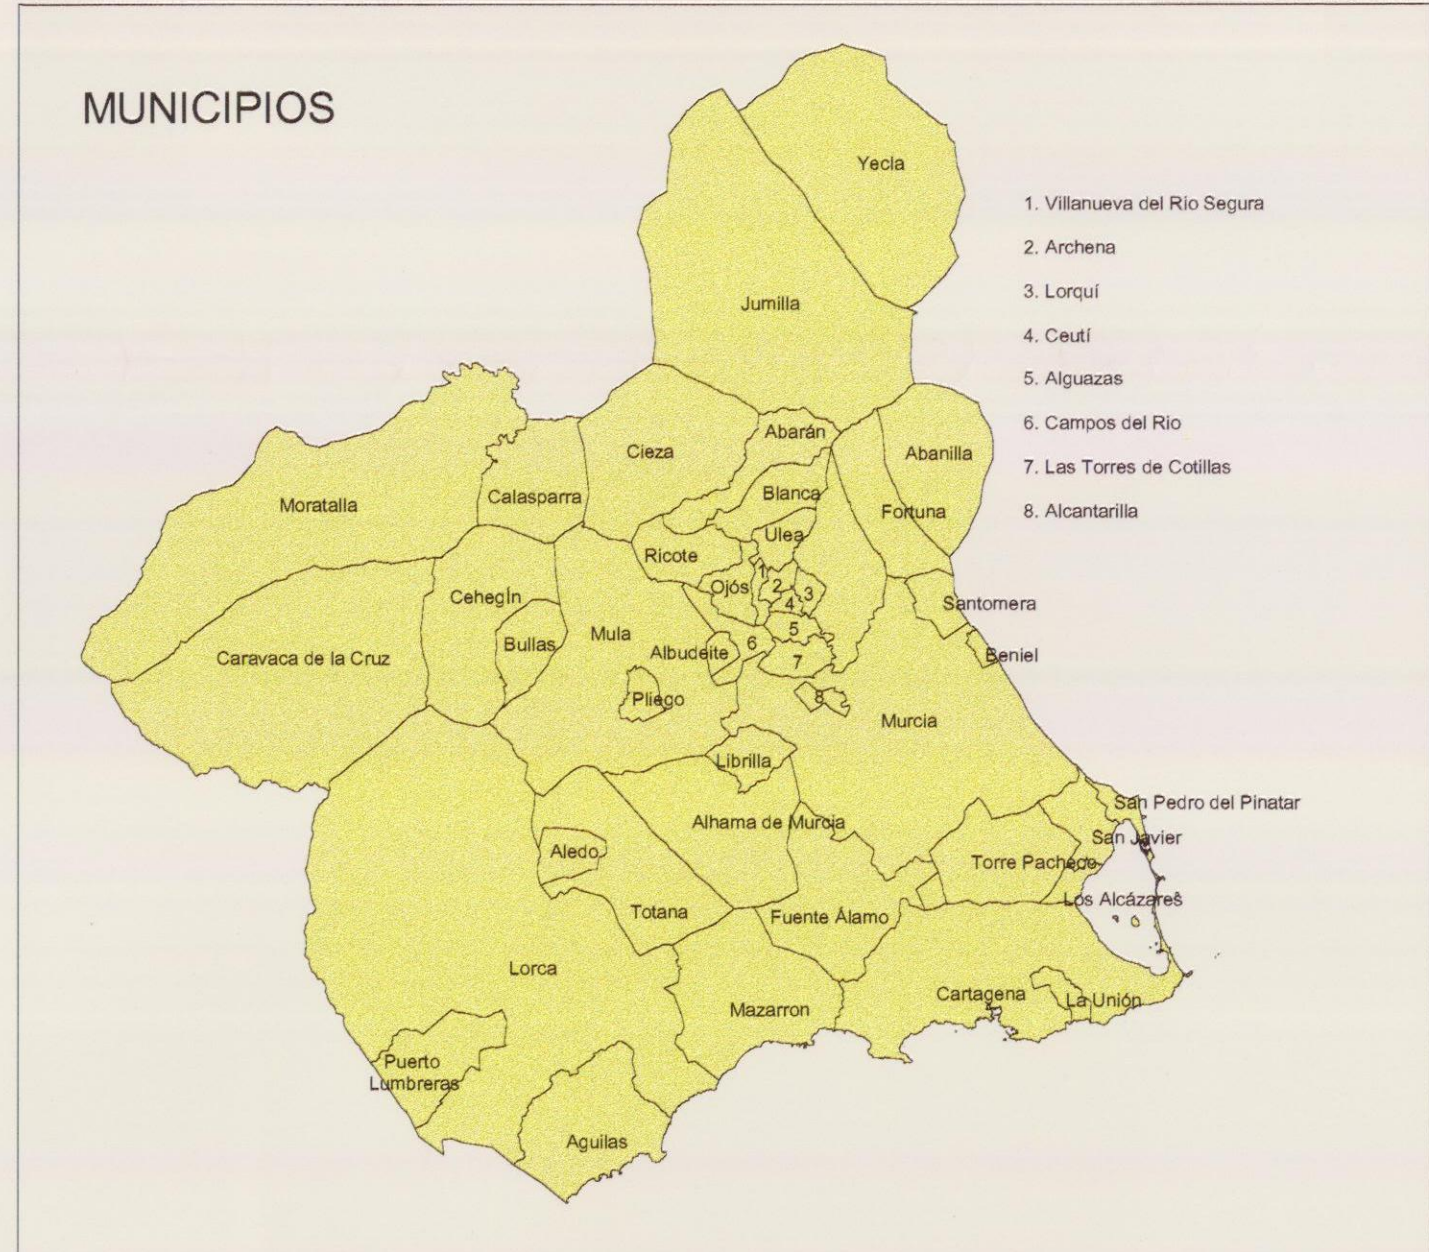 MUNICIPIOS
Yecla
1. Villanueva del Rio Segura
2. Archena
3. Lorquí
4. Ceutí
5. Alguazas
6. Campos del Rio
7. Las Torres de Cotillas
8. Alcantarilla
Jumilla
Abarán
Cieza
Abanilla
Calasparra
Blanca
Moratalla
Fortuna
Ulea
Ricote
1
Ojós
2
3
4
Cehegín
Santomera
5
Mula
Bullas
6
Albudeite
Beniel
Caravaca de la Cruz
7
Pliego
8
Murcia
Librilla
San Pedro del Pinatar
Alhama de Murcia
San Javier
Aledo
Torre Pacheco
Los Alcázares
Totana
Fuente Álamo
Lorca
Cartagena
La Unión
Mazarron
Puerto
Lumbreras
Aguilas